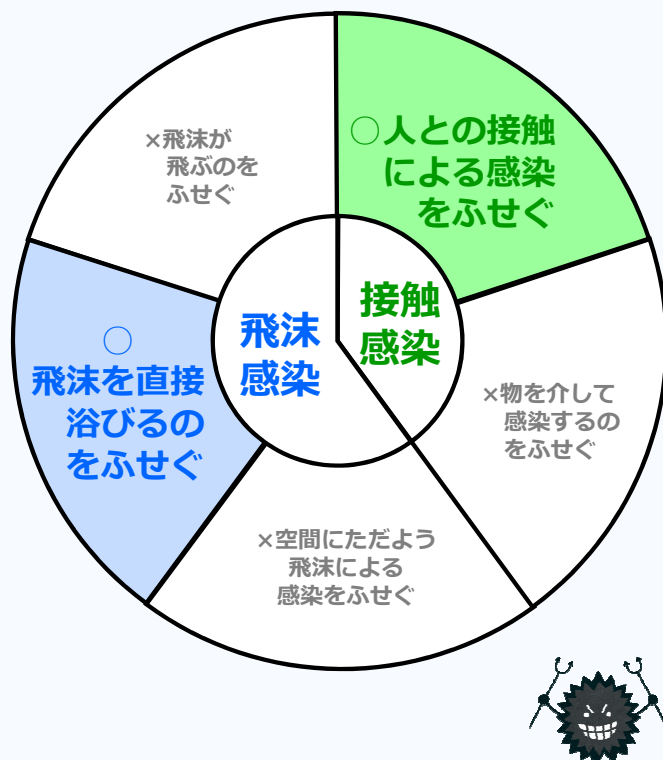 ×飛沫が
飛ぶのを
ふせぐ
○人との接触
による感染
をふせぐ
飛沫
感染
接触
感染
○
飛沫を直接
浴びるの
をふせぐ
×物を介して
感染するの
をふせぐ
×空間にただよう
飛沫による
感染をふせぐ